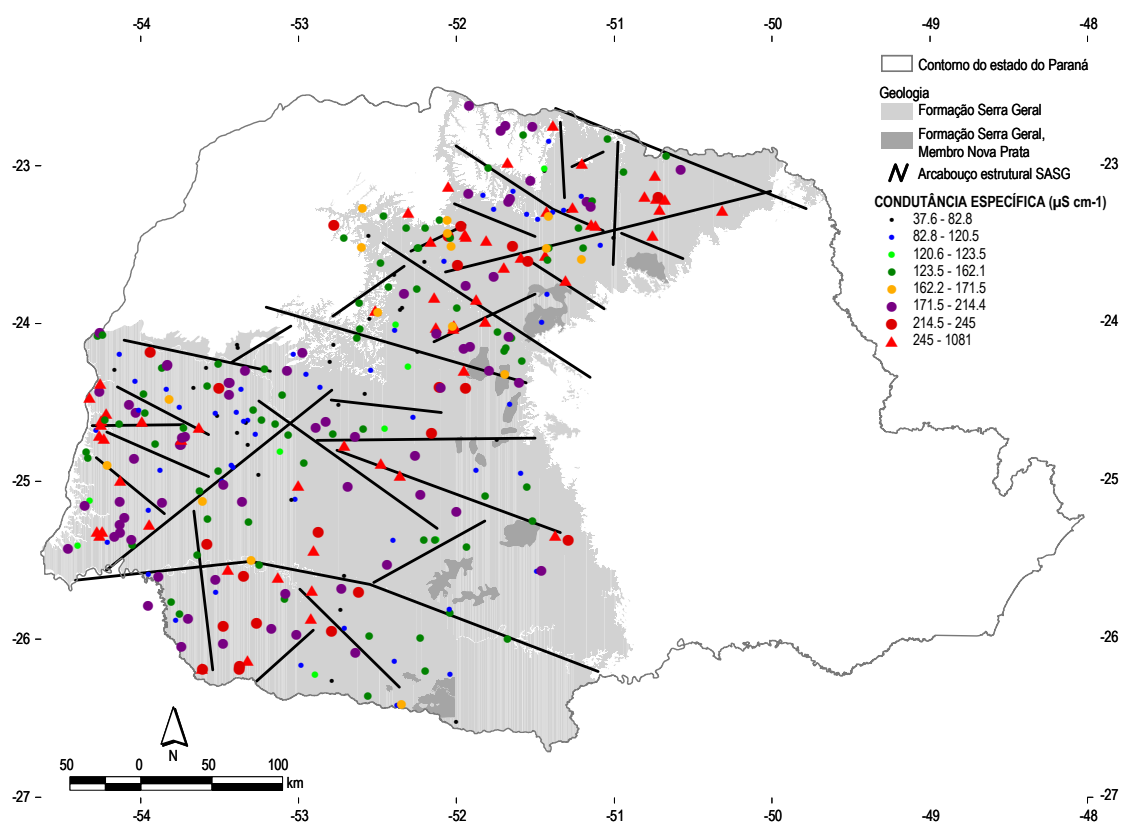 -54 -53 -52 -51 -50 -49 -48
Contorno do estado do Paraná
Geologia
Formação Serra Geral
Formação Serra Geral,
Membro Nova Prata
Arcabouço estrutural SASG
CONDUTÂNCIA ESPECÍFICA (µS cm-1)
37.6 - 82.8
82.8 - 120.5
120.6 - 123.5
123.5 - 162.1
162.2 - 171.5
171.5 - 214.4
214.5 - 245
245 - 1081
-23 -23
-24 -24
-25 -25
-26 -26
N
50 0 50 100
km
-27 -27
-54 -53 -52 -51 -50 -49 -48